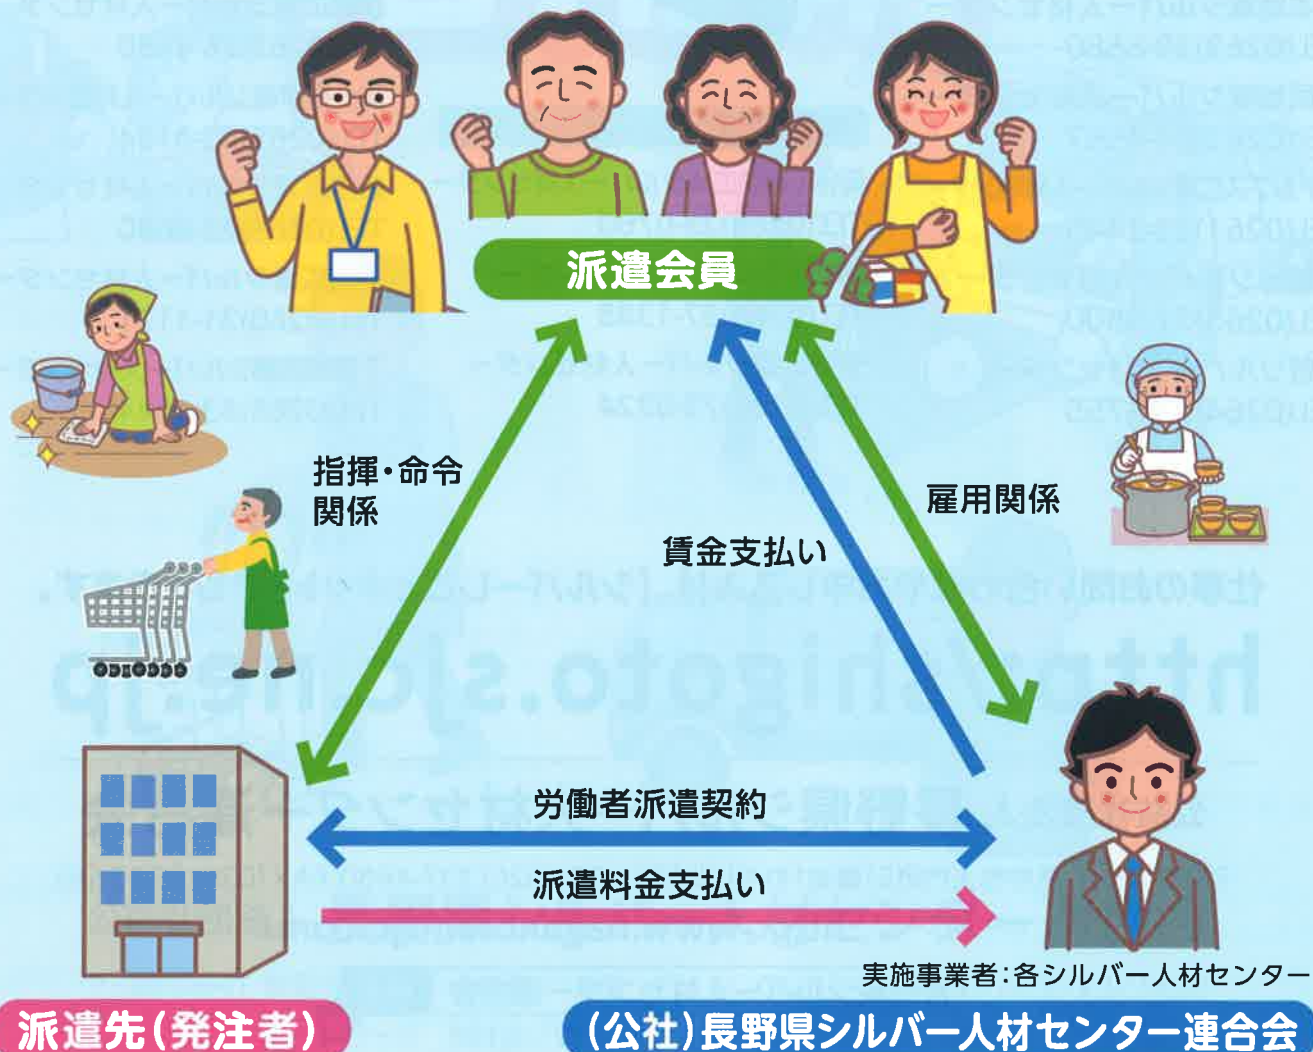 派遣会員
指揮・命令
関係
雇用関係
賃金支払い
労働者派遣契約
派遣料金支払い
実施事業者:各シルバー人材センター
派遣先(発注者)
(公社)長野県シルバー人材センター連合会